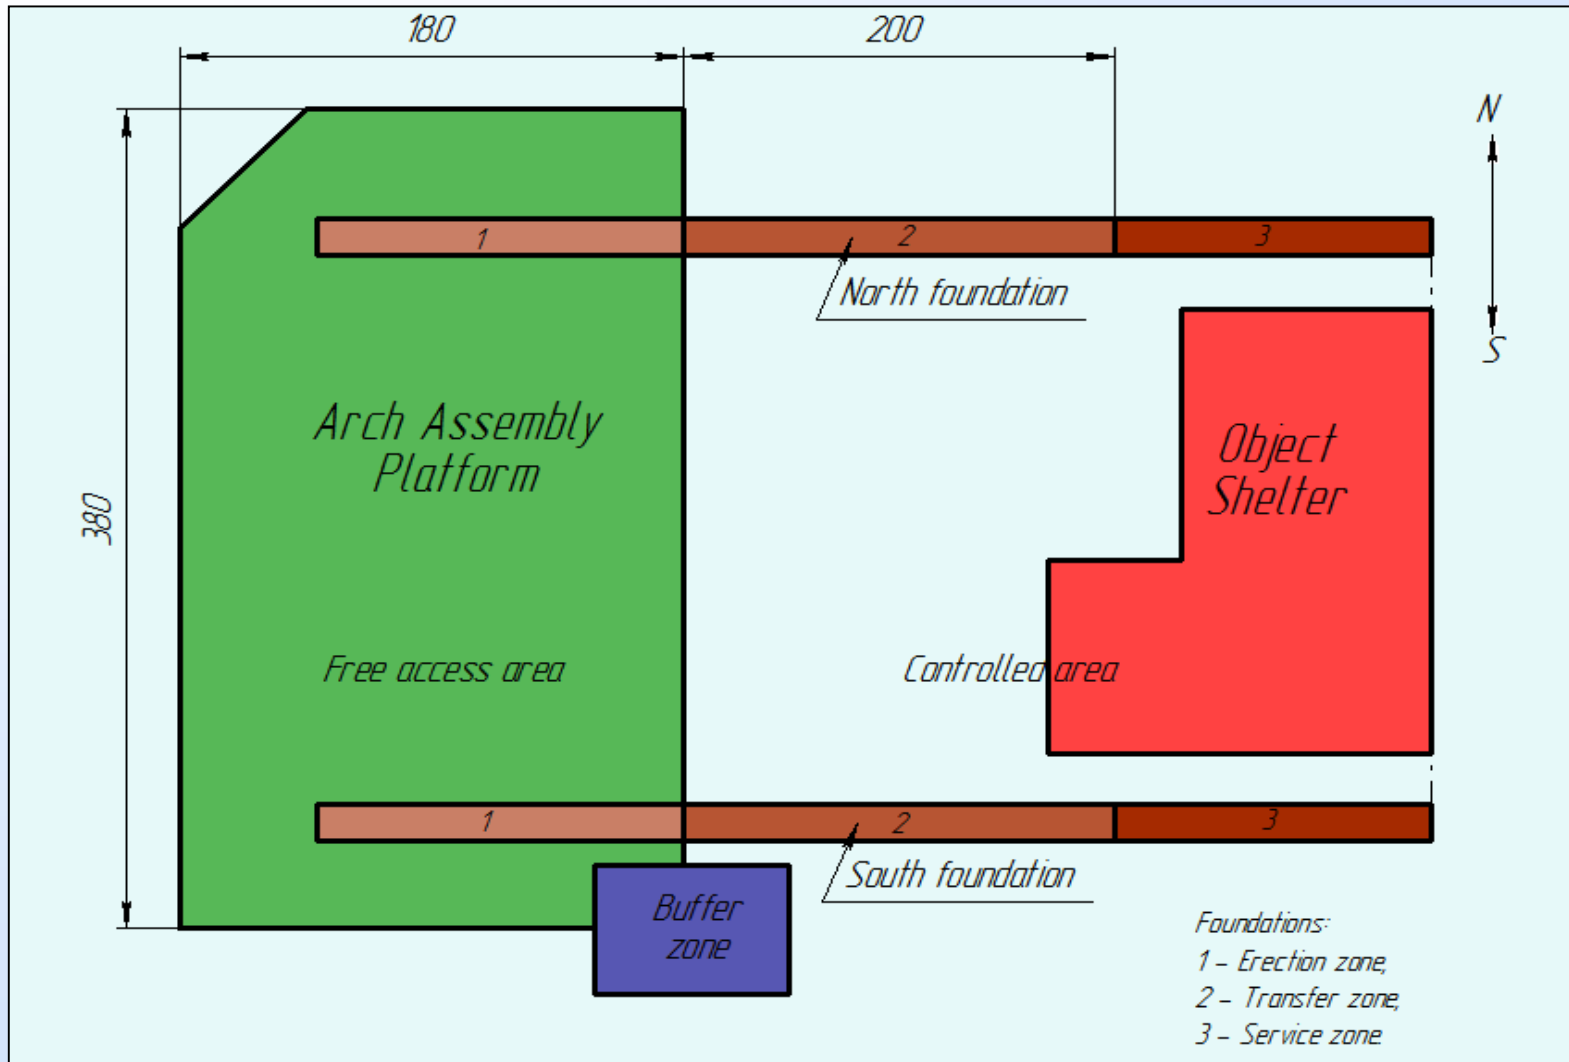 180
200
N
1
2
3
North foundation
S
Arch Assembly
Platform
Object
Shelter
380
Free access area
Controlled area
1
2
3
South foundation
Buffer
zone
Foundations:
1 - Erection zone,
2 - Transfer zone,
3 - Service zone